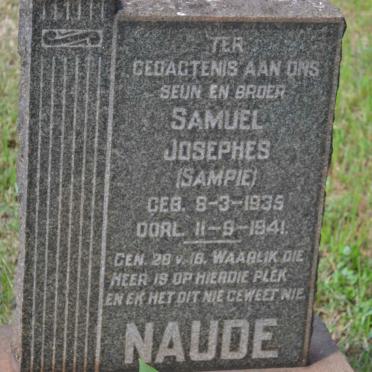 TER
GEDAGTENIS AAN ONS
SEUN EN BROER
SAMUEL
JOSEPHES
(SAMPIE)
GEB. 8-3-1935
OORL. 11-9-1941.
GEN. 28 V. 16. WAARLIK DIE
HEER IS OP HIERDIE PLEK
EN EK HET DIT NIE GEWEET NIE.
NAUDE